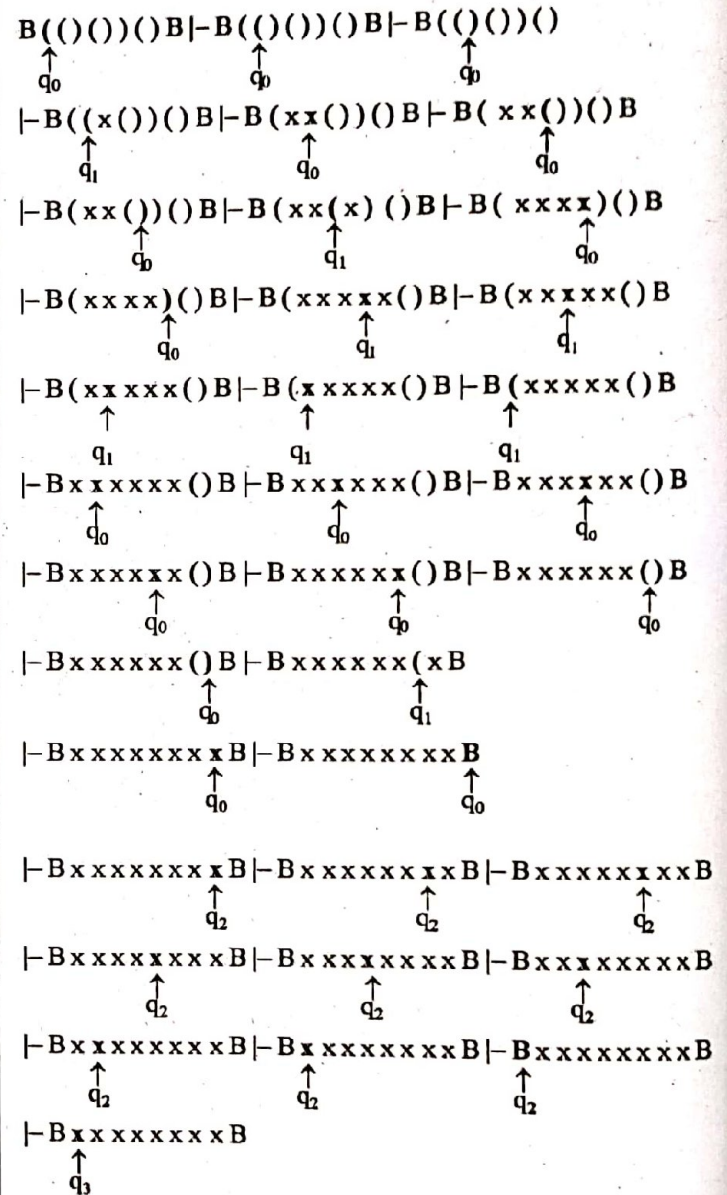 B(()())()B|-B(()())()B|-B(()())()
↑ ↑ ↑
q0 q0 q0
|-B((x())()B|-B(xx())()B|-B(xx())()B
↑ ↑ ↑
q1 q0 q0
|-B(xx())()B|-B(xx(x)()B|-B(xxxx)()B
↑ ↑ ↑
q0 q1 q0
|-B(xxxx)()B|-B(xxxxx()B|-B(xxxxx()B
↑ ↑ ↑
q0 q1 q1
|-B(xxxxx()B|-B(xxxxx()B|-B(xxxxx()B
↑ ↑ ↑
q1 q1 q1
|-Bxxxxxx()B|-Bxxxxxx()B|-Bxxxxxx()B
↑ ↑ ↑
q0 q0 q0
|-Bxxxxxx()B|-Bxxxxxx()B|-Bxxxxxx()B
↑ ↑ ↑
q0 q0 q0
|-Bxxxxxx()B|-Bxxxxxx(xB
↑ ↑
q0 q1
|-BxxxxxxxxB|-BxxxxxxxxB
↑ ↑
q0 q0
|-BxxxxxxxxB|-BxxxxxxxxB|-BxxxxxxxxB
↑ ↑ ↑
q2 q2 q2
|-BxxxxxxxxB|-BxxxxxxxxB|-BxxxxxxxxB
↑ ↑ ↑
q2 q2 q2
|-BxxxxxxxxB|-BxxxxxxxxB|-BxxxxxxxxB
↑ ↑ ↑
q2 q2 q2
|-BxxxxxxxxB
↑
q3